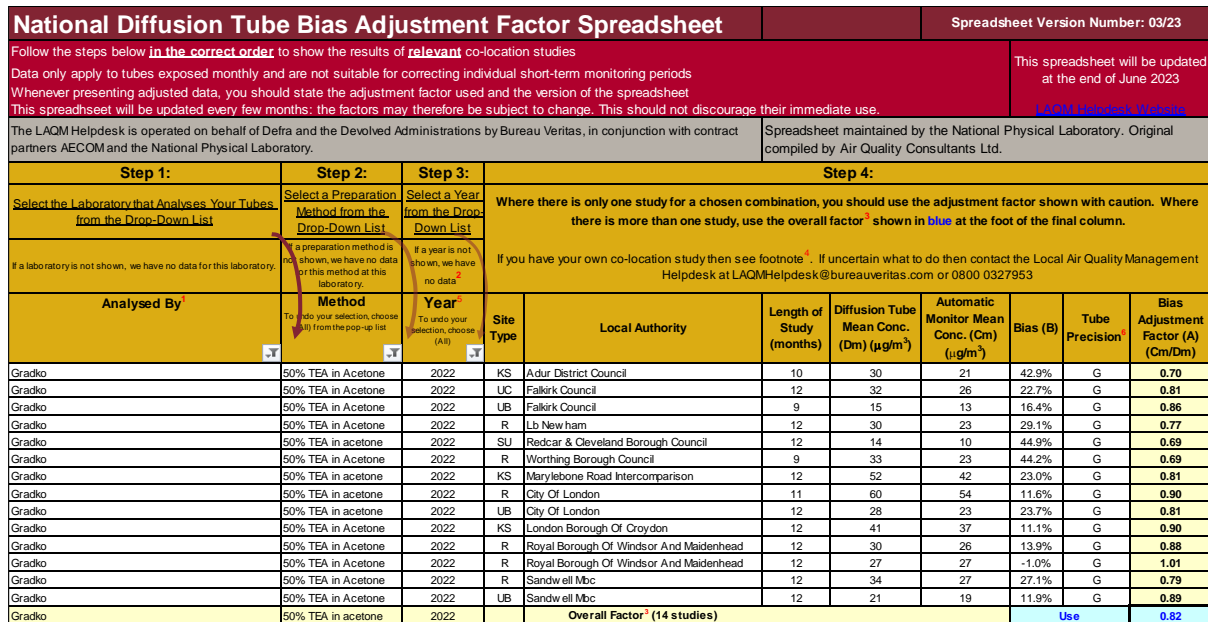 National Diffusion Tube Bias Adjustment Factor Spreadsheet
Spreadsheet Version Number: 03/23
Follow the steps below in the correct order to show the results of relevant co-location studies
Data only apply to tubes exposed monthly and are not suitable for correcting individual short-term monitoring periods
Whenever presenting adjusted data, you should state the adjustment factor used and the version of the spreadsheet
This spreadhseet will be updated every few months: the factors may therefore be subject to change. This should not discourage their immediate use.
This spreadsheet will be updated
at the end of June 2023
LAQM Helpdesk Website
The LAQM Helpdesk is operated on behalf of Defra and the Devolved Administrations by Bureau Veritas, in conjunction with contract
partners AECOM and the National Physical Laboratory.
Spreadsheet maintained by the National Physical Laboratory. Original
compiled by Air Quality Consultants Ltd.
Step 1:
Step 2:
Step 3:
Step 4:
Select the Laboratory that Analyses Your Tubes
from the Drop-Down List
Select a Preparation
Method from the
Drop-Down List
Select a Year
from the Drop-
Down List
Where there is only one study for a chosen combination, you should use the adjustment factor shown with caution. Where
there is more than one study, use the overall factor3 shown in blue at the foot of the final column.
If a laboratory is not shown, we have no data for this laboratory.
If a preparation method is
not shown, we have no data
for this method at this
laboratory.
If a year is not
shown, we have
no data2
If you have your own co-location study then see footnote4. If uncertain what to do then contact the Local Air Quality Management
Helpdesk at LAQMHelpdesk@bureauveritas.com or 0800 0327953
Analysed By1
Method
To undo your selection, choose
(All) from the pop-up list
Year5
To undo your
selection, choose
(All)
Site
Type
Local Authority
Length of
Study
(months)
Diffusion Tube
Mean Conc.
(Dm) (μg/m3)
Automatic
Monitor Mean
Conc. (Cm)
(μg/m3)
Bias (B)
Tube
Precision6
Bias
Adjustment
Factor (A)
(Cm/Dm)
Gradko 50% TEA in Acetone 2022 KS Adur District Council 10 30 21 42.9% G 0.70
Gradko 50% TEA in Acetone 2022 UC Falkirk Council 12 32 26 22.7% G 0.81
Gradko 50% TEA in Acetone 2022 UB Falkirk Council 9 15 13 16.4% G 0.86
Gradko 50% TEA in acetone 2022 R Lb Newham 12 30 23 29.1% G 0.77
Gradko 50% TEA in acetone 2022 SU Redcar & Cleveland Borough Council 12 14 10 44.9% G 0.69
Gradko 50% TEA in acetone 2022 R Worthing Borough Council 9 33 23 44.2% G 0.69
Gradko 50% TEA in acetone 2022 KS Marylebone Road Intercomparison 12 52 42 23.0% G 0.81
Gradko 50% TEA in acetone 2022 R City Of London 11 60 54 11.6% G 0.90
Gradko 50% TEA in acetone 2022 UB City Of London 12 28 23 23.7% G 0.81
Gradko 50% TEA in Acetone 2022 KS London Borough Of Croydon 12 41 37 11.1% G 0.90
Gradko 50% TEA in Acetone 2022 R Royal Borough Of Windsor And Maidenhead 12 30 26 13.9% G 0.88
Gradko 50% TEA in Acetone 2022 R Royal Borough Of Windsor And Maidenhead 12 27 27 -1.0% G 1.01
Gradko 50% TEA in Acetone 2022 R Sandwell Mbc 12 34 27 27.1% G 0.79
Gradko 50% TEA in Acetone 2022 UB Sandwell Mbc 12 21 19 11.9% G 0.89
Gradko 50% TEA in acetone 2022 Overall Factor3 (14 studies) Use 0.82